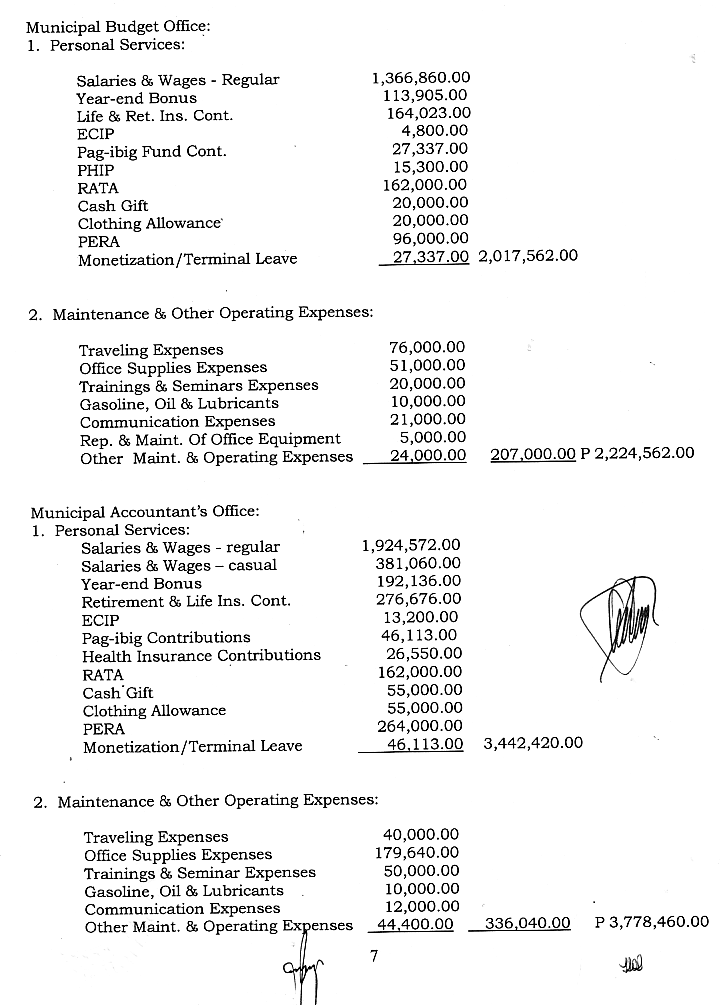 Municipal Budget Office:
1. Personal Services:
Salaries & Wages - Regular 1,366,860.00
Year-end Bonus 113,905.00
Life & Ret. Ins. Cont. 164,023.00
ECIP 4,800.00
Pag-ibig Fund Cont. 27,337.00
PHIP 15,300.00
RATA 162,000.00
Cash Gift 20,000.00
Clothing Allowance 20,000.00
PERA 96,000.00
Monetization/Terminal Leave 27,337.00 2,017,562.00
2. Maintenance & Other Operating Expenses:
Traveling Expenses 76,000.00
Office Supplies Expenses 51,000.00
Trainings & Seminars Expenses 20,000.00
Gasoline, Oil & Lubricants 10,000.00
Communication Expenses 21,000.00
Rep. & Maint. Of Office Equipment 5,000.00
Other Maint. & Operating Expenses 24,000.00 207,000.00 P 2,224,562.00
Municipal Accountant's Office:
1. Personal Services:
Salaries & Wages - regular 1,924,572.00
Salaries & Wages – casual 381,060.00
Year-end Bonus 192,136.00
Retirement & Life Ins. Cont. 276,676.00
ECIP 13,200.00
Pag-ibig Contributions 46,113.00
Health Insurance Contributions 26,550.00
RATA 162,000.00
Cash Gift 55,000.00
Clothing Allowance 55,000.00
PERA 264,000.00
Monetization/Terminal Leave 46,113.00 3,442,420.00
2. Maintenance & Other Operating Expenses:
Traveling Expenses 40,000.00
Office Supplies Expenses 179,640.00
Trainings & Seminar Expenses 50,000.00
Gasoline, Oil & Lubricants 10,000.00
Communication Expenses 12,000.00
Other Maint. & Operating Expenses 44,400.00 336,040.00 P 3,778,460.00
7